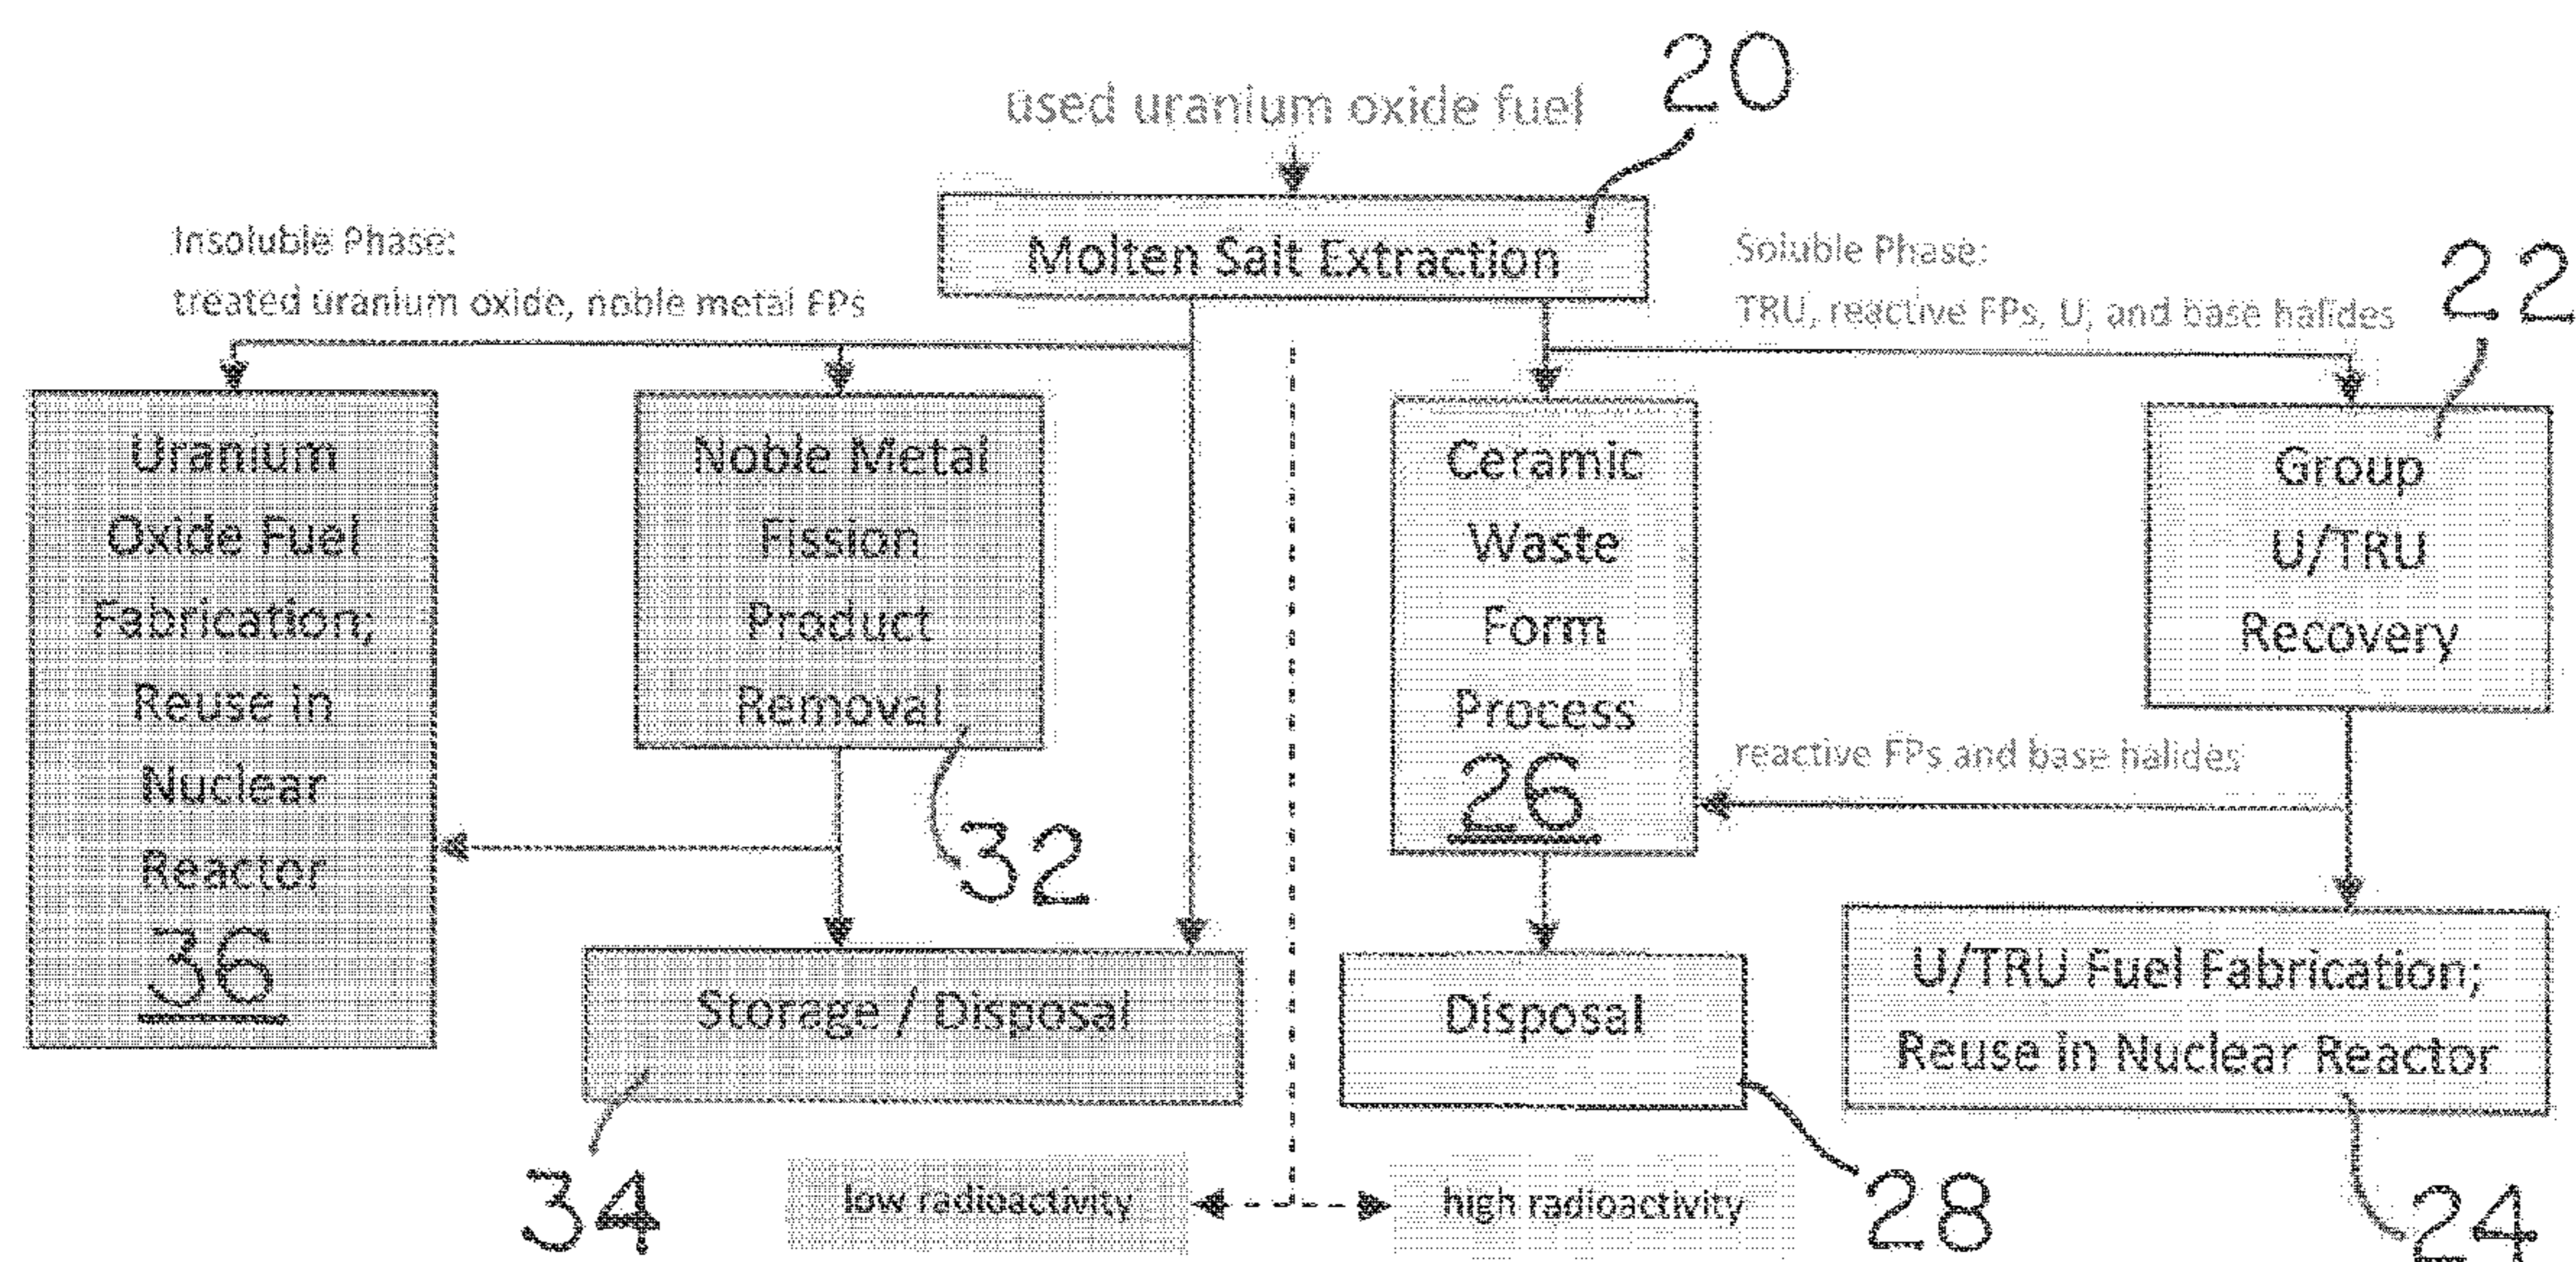 used uranium oxide fuel
20
Molten Salt Extraction
Insoluble Phase:
treated uranium oxide, noble metal FPs
Soluble Phase:
TRU, reactive FPs, U, and base halides
22
Uranium
Oxide Fuel
Fabrication;
Reuse in
Nuclear
Reactor
36
Noble Metal
Fission
Product
Removal
32
Ceramic
Waste
Form
Process
26
Group
U/TRU
Recovery
reactive FPs and base halides
Storage / Disposal
34
Disposal
28
U/TRU Fuel Fabrication;
Reuse in Nuclear Reactor
24
low radioactivity
high radioactivity